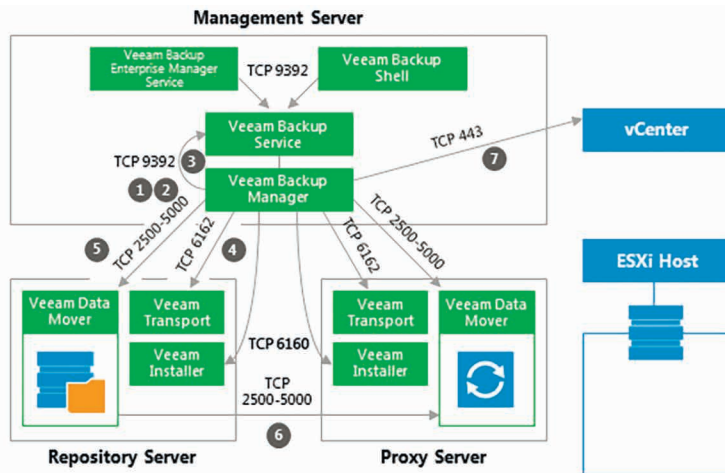 Management Server
Veeam Backup
Enterprise Manager
Service
TCP 9392
Veeam Backup
Shell
Veeam Backup
Service
TCP 443
vCenter
7
TCP 9392
3
1 2
Veeam Backup
Manager
5
TCP 2500-5000
TCP 6162
4
TCP 6162
TCP 2500-5000
ESXi Host
Veeam Data
Mover
Veeam
Transport
Veeam
Installer
TCP 6160
Veeam
Transport
Veeam
Installer
Veeam Data
Mover
TCP
2500-5000
6
Repository Server
Proxy Server